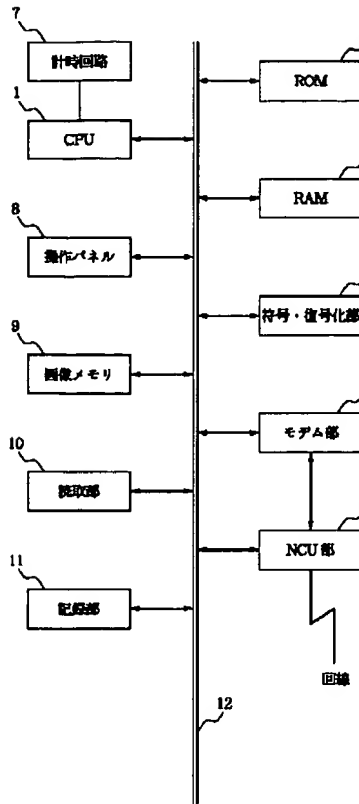 7
計時回路
1
CPU
8
操作パネル
9
画像メモリ
10
読取部
11
記録部
ROM
RAM
符号・復号化部
モデム部
NCU部
回線
12